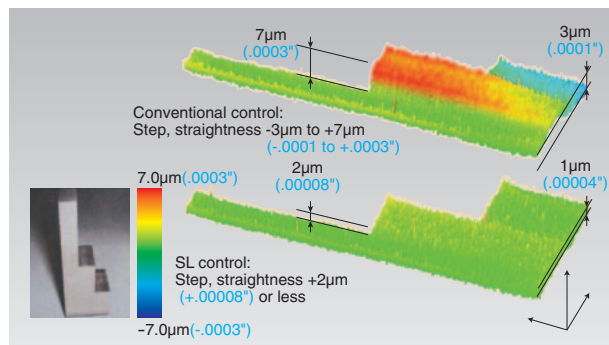 7µm
(.0003")
3µm
(.0001")
Conventional control:
Step, straightness -3µm to +7µm
(-.0001 to +.0003")
7.0µm(.0003")
2µm
(.00008")
1µm
(.00004")
SL control:
Step, straightness +2µm
(+.00008") or less
-7.0µm(-.0003")